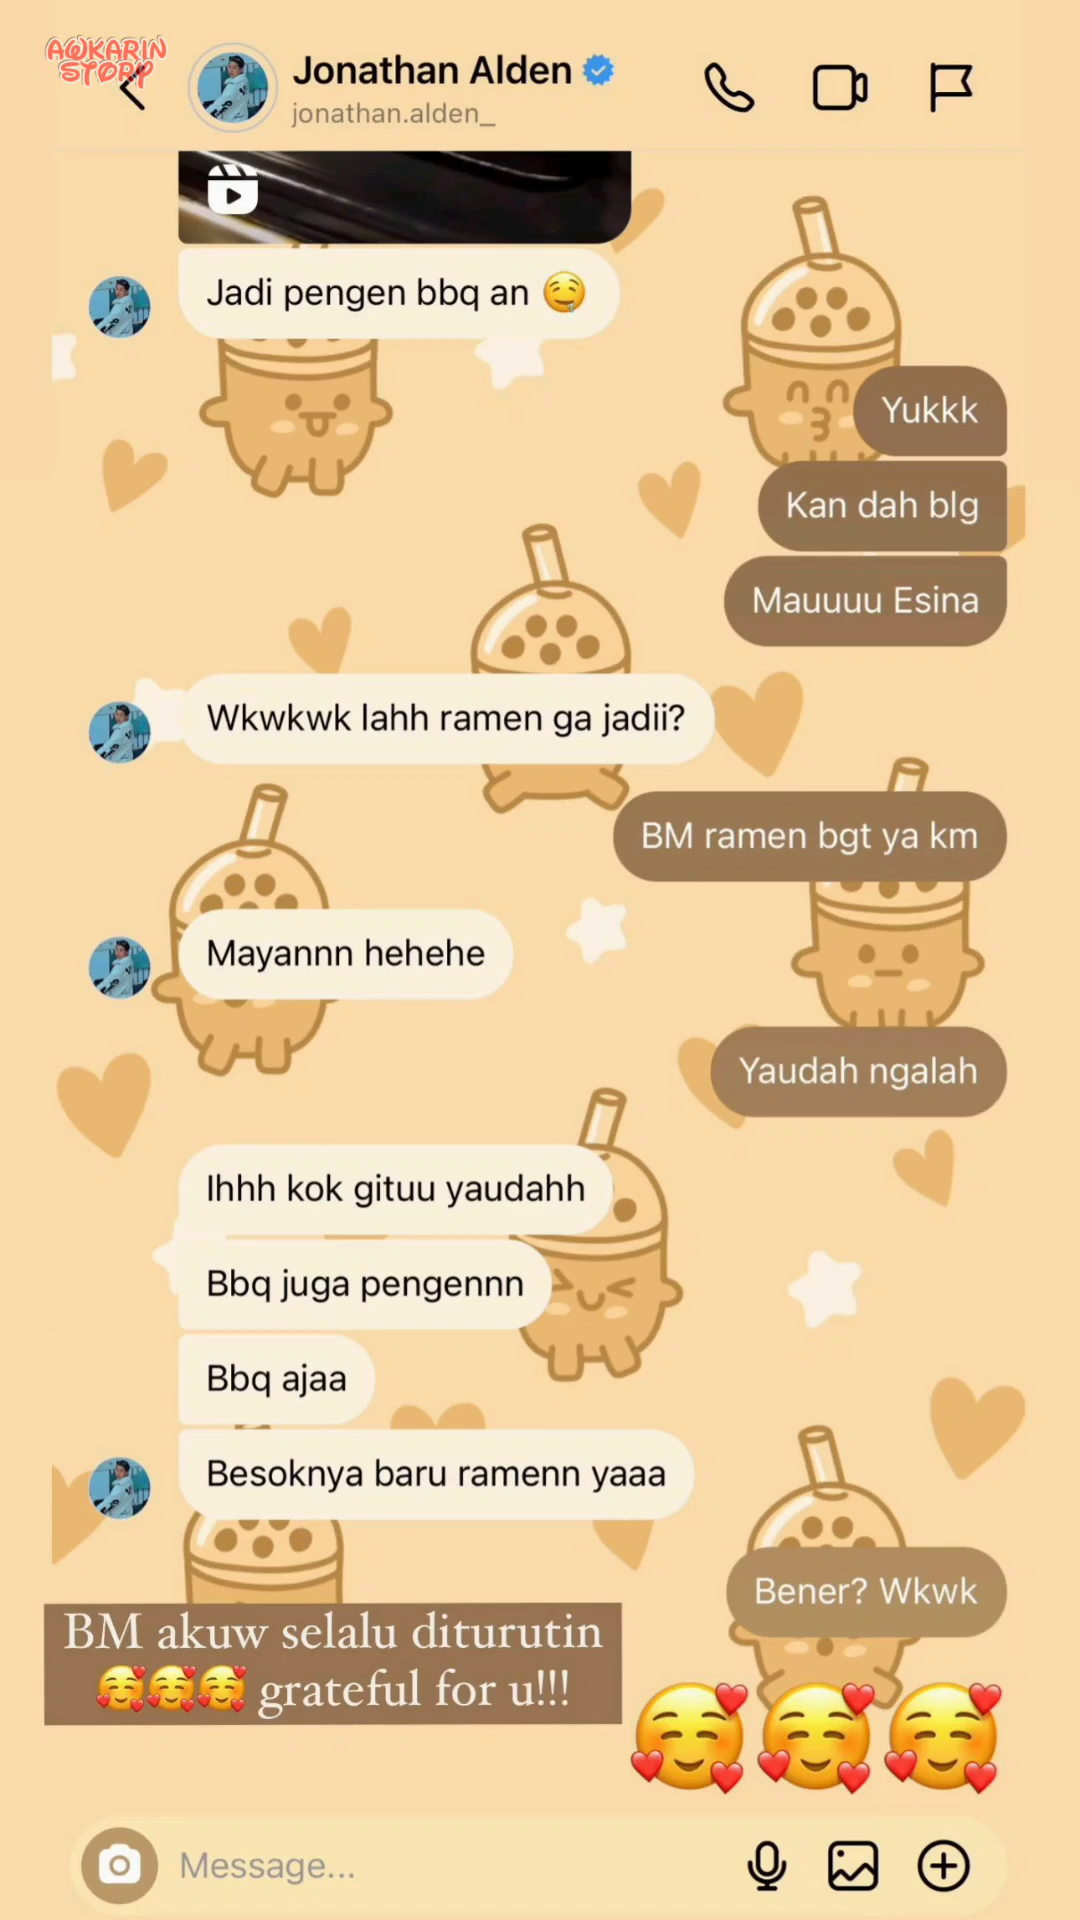 AWKARIN
STORY
Jonathan Alden
jonathan.alden_
Jadi pengen bbq an 🤤
Yukkk
Kan dah blg
Mauuuu Esina
Wkwkwk lahh ramen ga jadii?
BM ramen bgt ya km
Mayannn hehehe
Yaudah ngalah
Ihhh kok gituu yaudahh
Bbq juga pengennn
Bbq ajaa
Besoknya baru ramenn yaaa
Bener? Wkwk
BM akuw selalu diturutin
🥰🥰🥰 grateful for u!!!
🥰🥰🥰
Message...